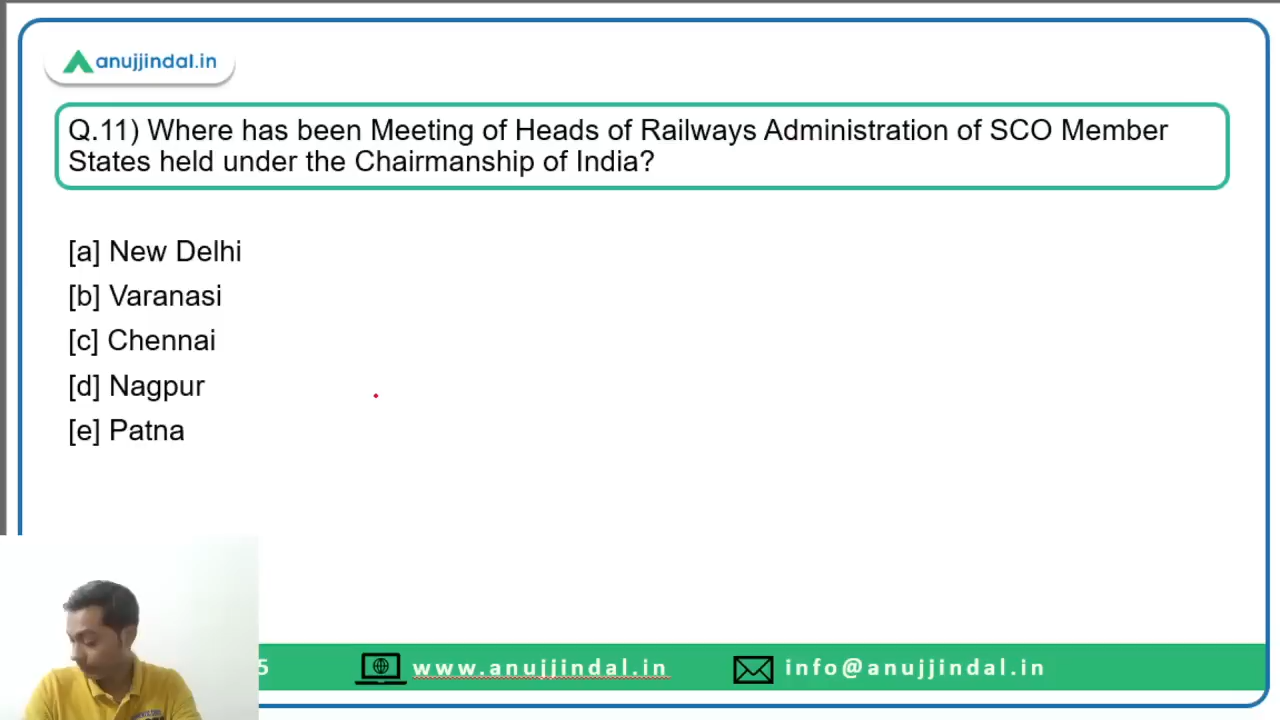 anujjindal.in
Q.11) Where has been Meeting of Heads of Railways Administration of SCO Member
States held under the Chairmanship of India?
[a] New Delhi
[b] Varanasi
[c] Chennai
[d] Nagpur
[e] Patna
5
www.anujjindal.in
info@anujjindal.in